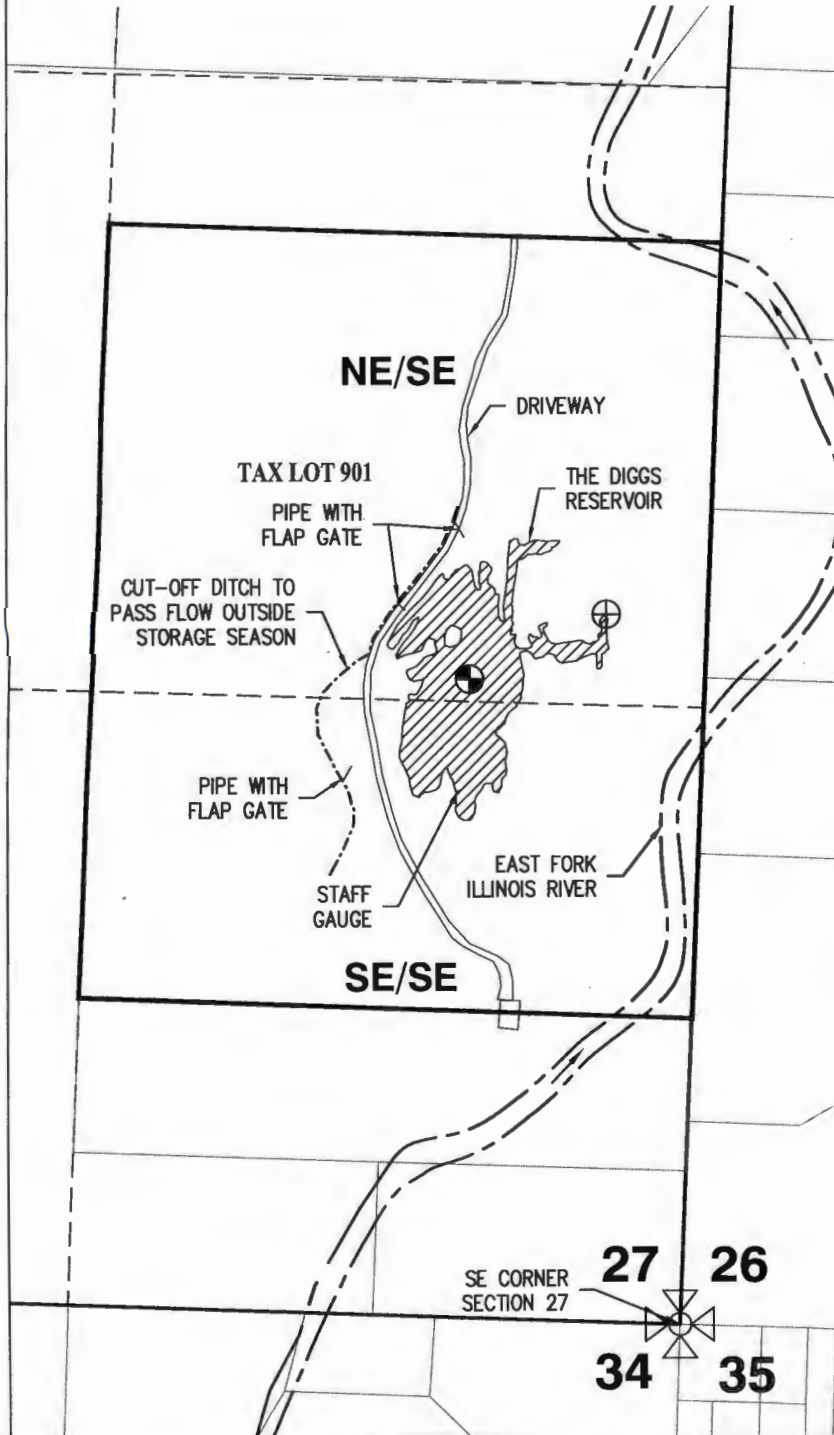 NE/SE
DRIVEWAY
TAX LOT 901
THE DIGGS
RESERVOIR
PIPE WITH
FLAP GATE
CUT-OFF DITCH TO
PASS FLOW OUTSIDE
STORAGE SEASON
PIPE WITH
FLAP GATE
EAST FORK
ILLINOIS RIVER
STAFF
GAUGE
SE/SE
27 26
SE CORNER
SECTION 27
34 35